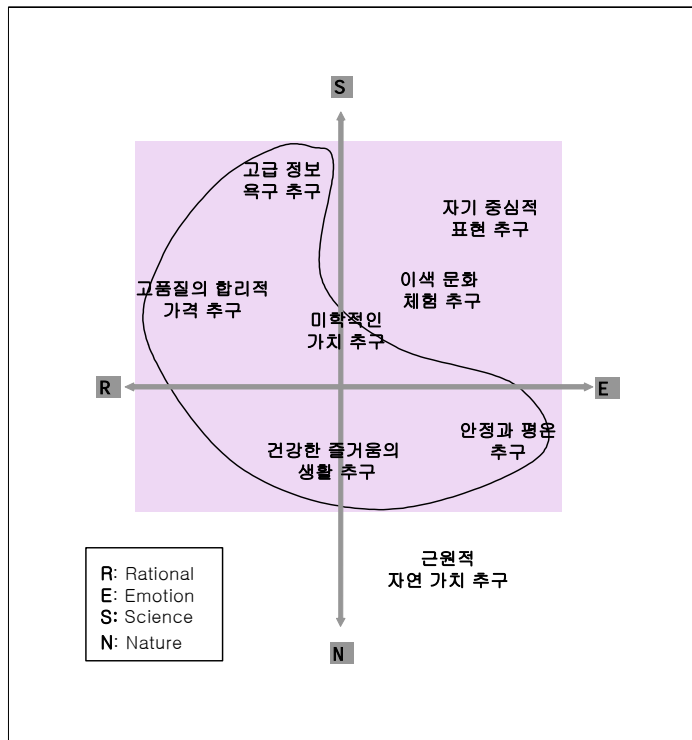 S
고급 정보
욕구 추구
자기 중심적
표현 추구
이색 문화
체험 추구
고품질의 합리적
가격 추구
미학적인
가치 추구
R
E
안정과 평온
추구
건강한 즐거움의
생활 추구
근원적
자연 가치 추구
R: Rational
E: Emotion
S: Science
N: Nature
N